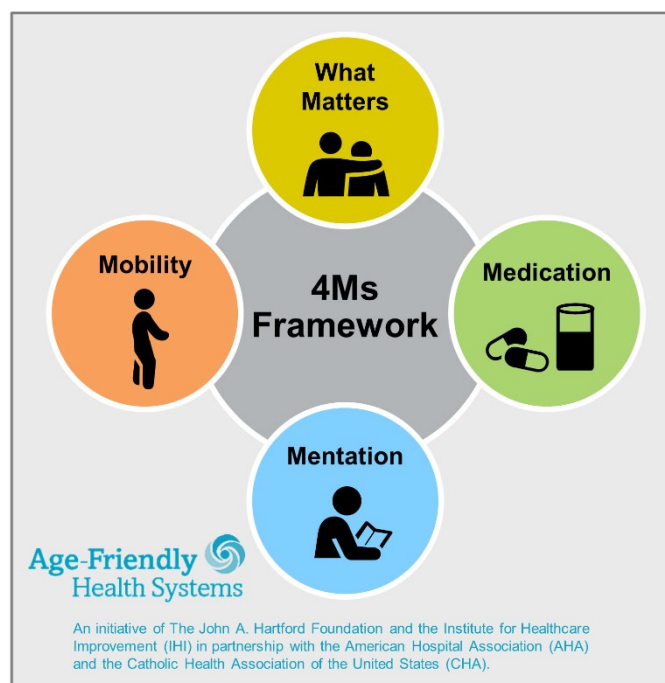 What
Matters
Mobility
4Ms
Framework
Medication
Mentation
Age-Friendly
Health Systems
An initiative of The John A. Hartford Foundation and the Institute for Healthcare
Improvement (IHI) in partnership with the American Hospital Association (AHA)
and the Catholic Health Association of the United States (CHA).